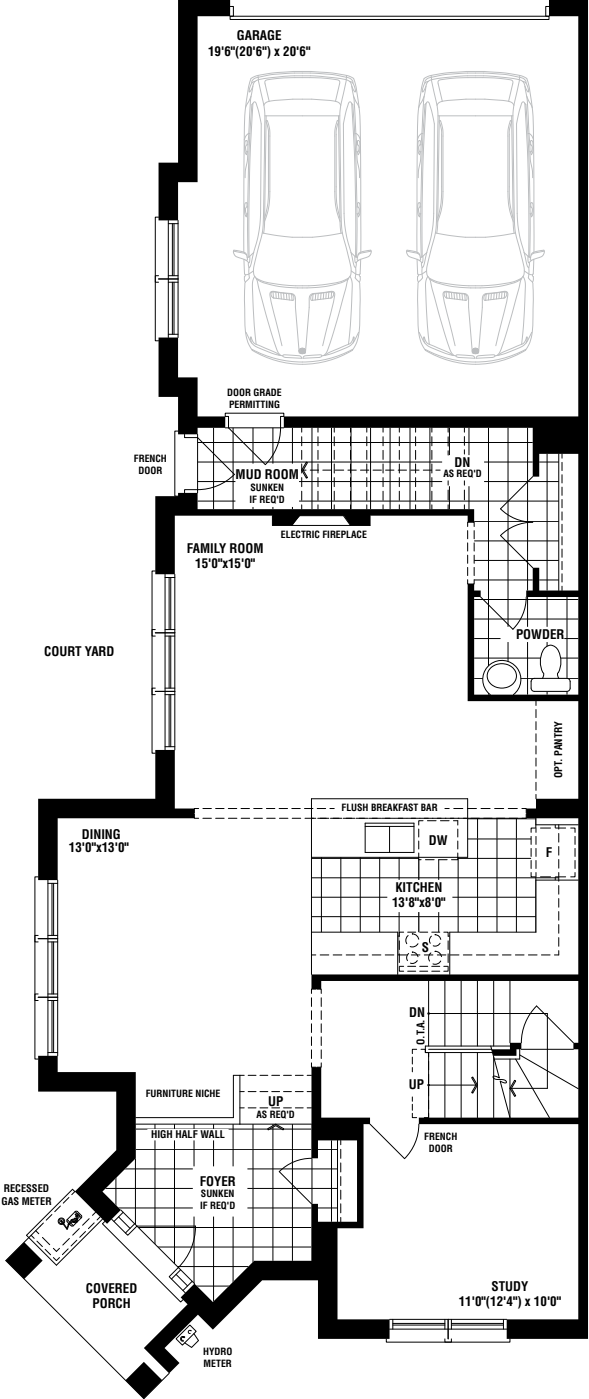 GARAGE
19'6"(20'6") x 20'6"
DOOR GRADE
PERMITTING
FRENCH
DOOR
MUD ROOM
SUNKEN
IF REQ'D
DN
AS REQ'D
ELECTRIC FIREPLACE
FAMILY ROOM
15'0"x15'0"
POWDER
COURT YARD
OPT. PANTRY
FLUSH BREAKFAST BAR
DINING
13'0"x13'0"
DW
F
KITCHEN
13'8"x8'0"
S
DN
O.T.A.
UP
FURNITURE NICHE
UP
AS REQ'D
HIGH HALF WALL
FRENCH
DOOR
FOYER
SUNKEN
IF REQ'D
RECESSED
GAS METER
COVERED
PORCH
STUDY
11'0"(12'4") x 10'0"
HYDRO
METER